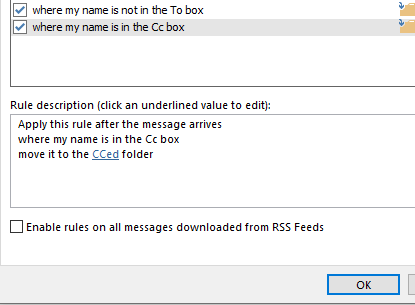 where my name is not in the To box
where my name is in the Cc box
Rule description (click an underlined value to edit):
Apply this rule after the message arrives
where my name is in the Cc box
move it to the CCed folder
Enable rules on all messages downloaded from RSS Feeds
OK